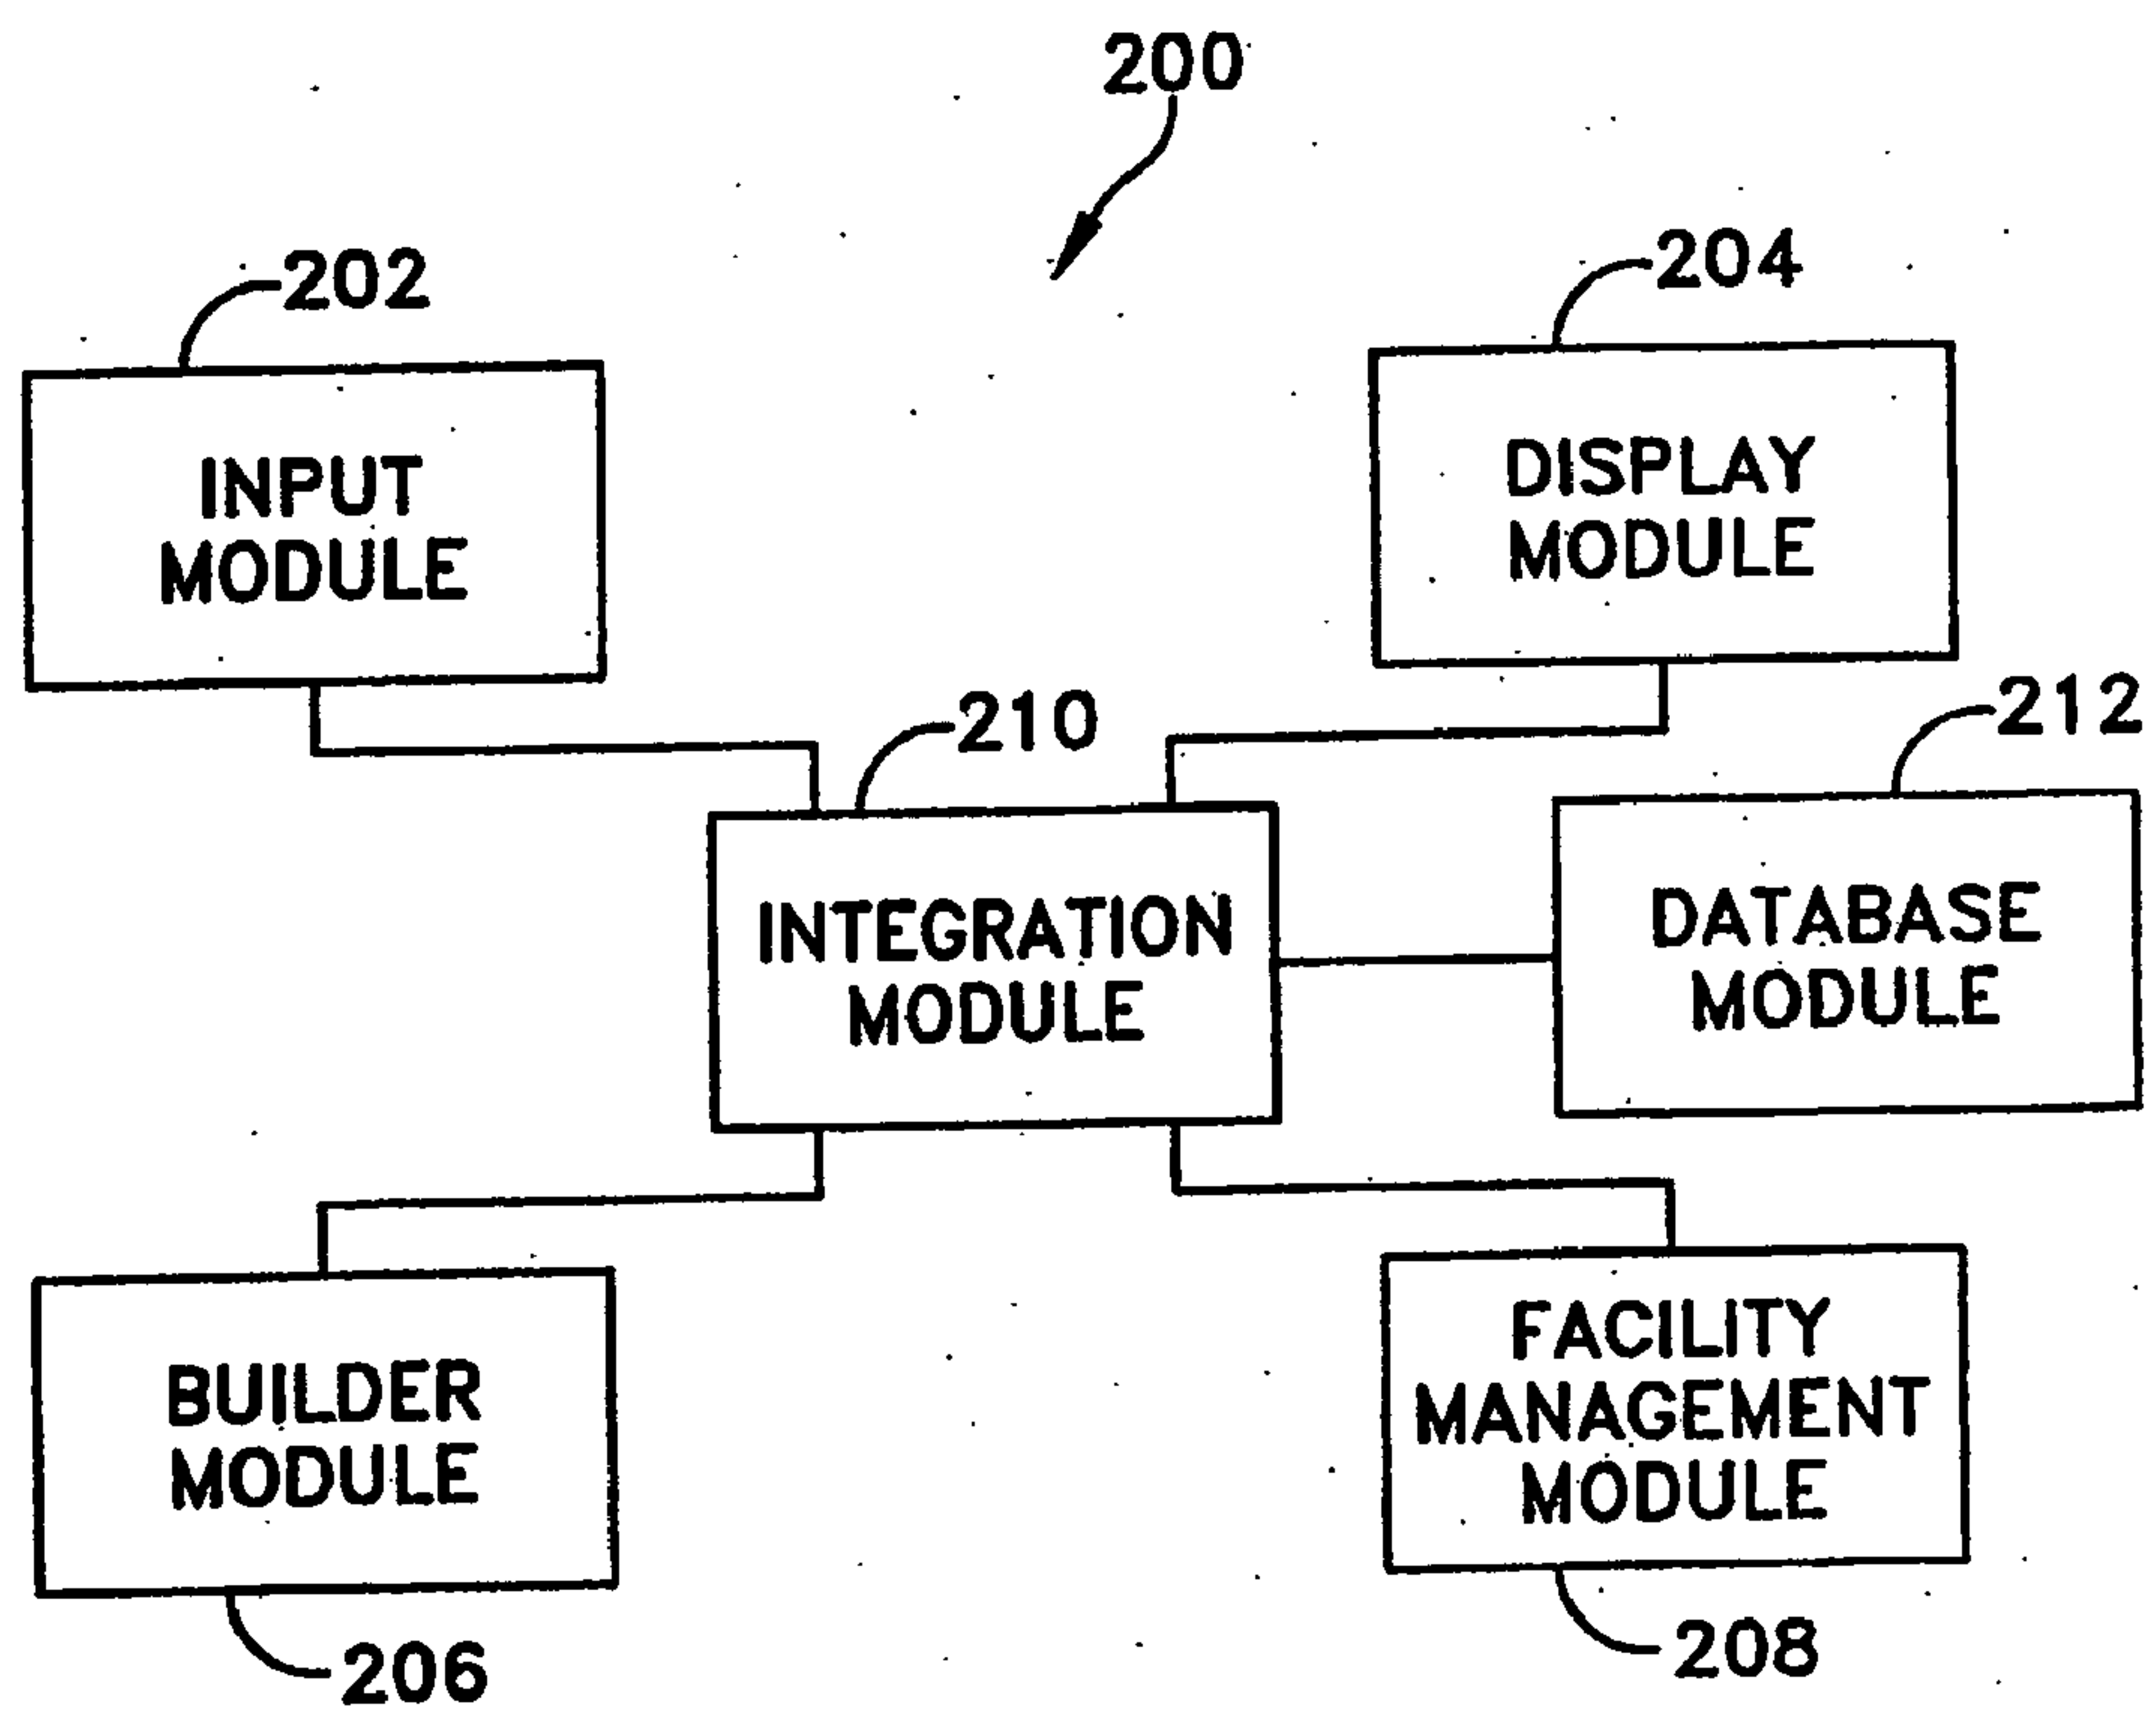 200
202
INPUT
MODULE
204
DISPLAY
MODULE
210
INTEGRATION
MODULE
212
DATABASE
MODULE
BUILDER
MODULE
206
FACILITY
MANAGEMENT
MODULE
208